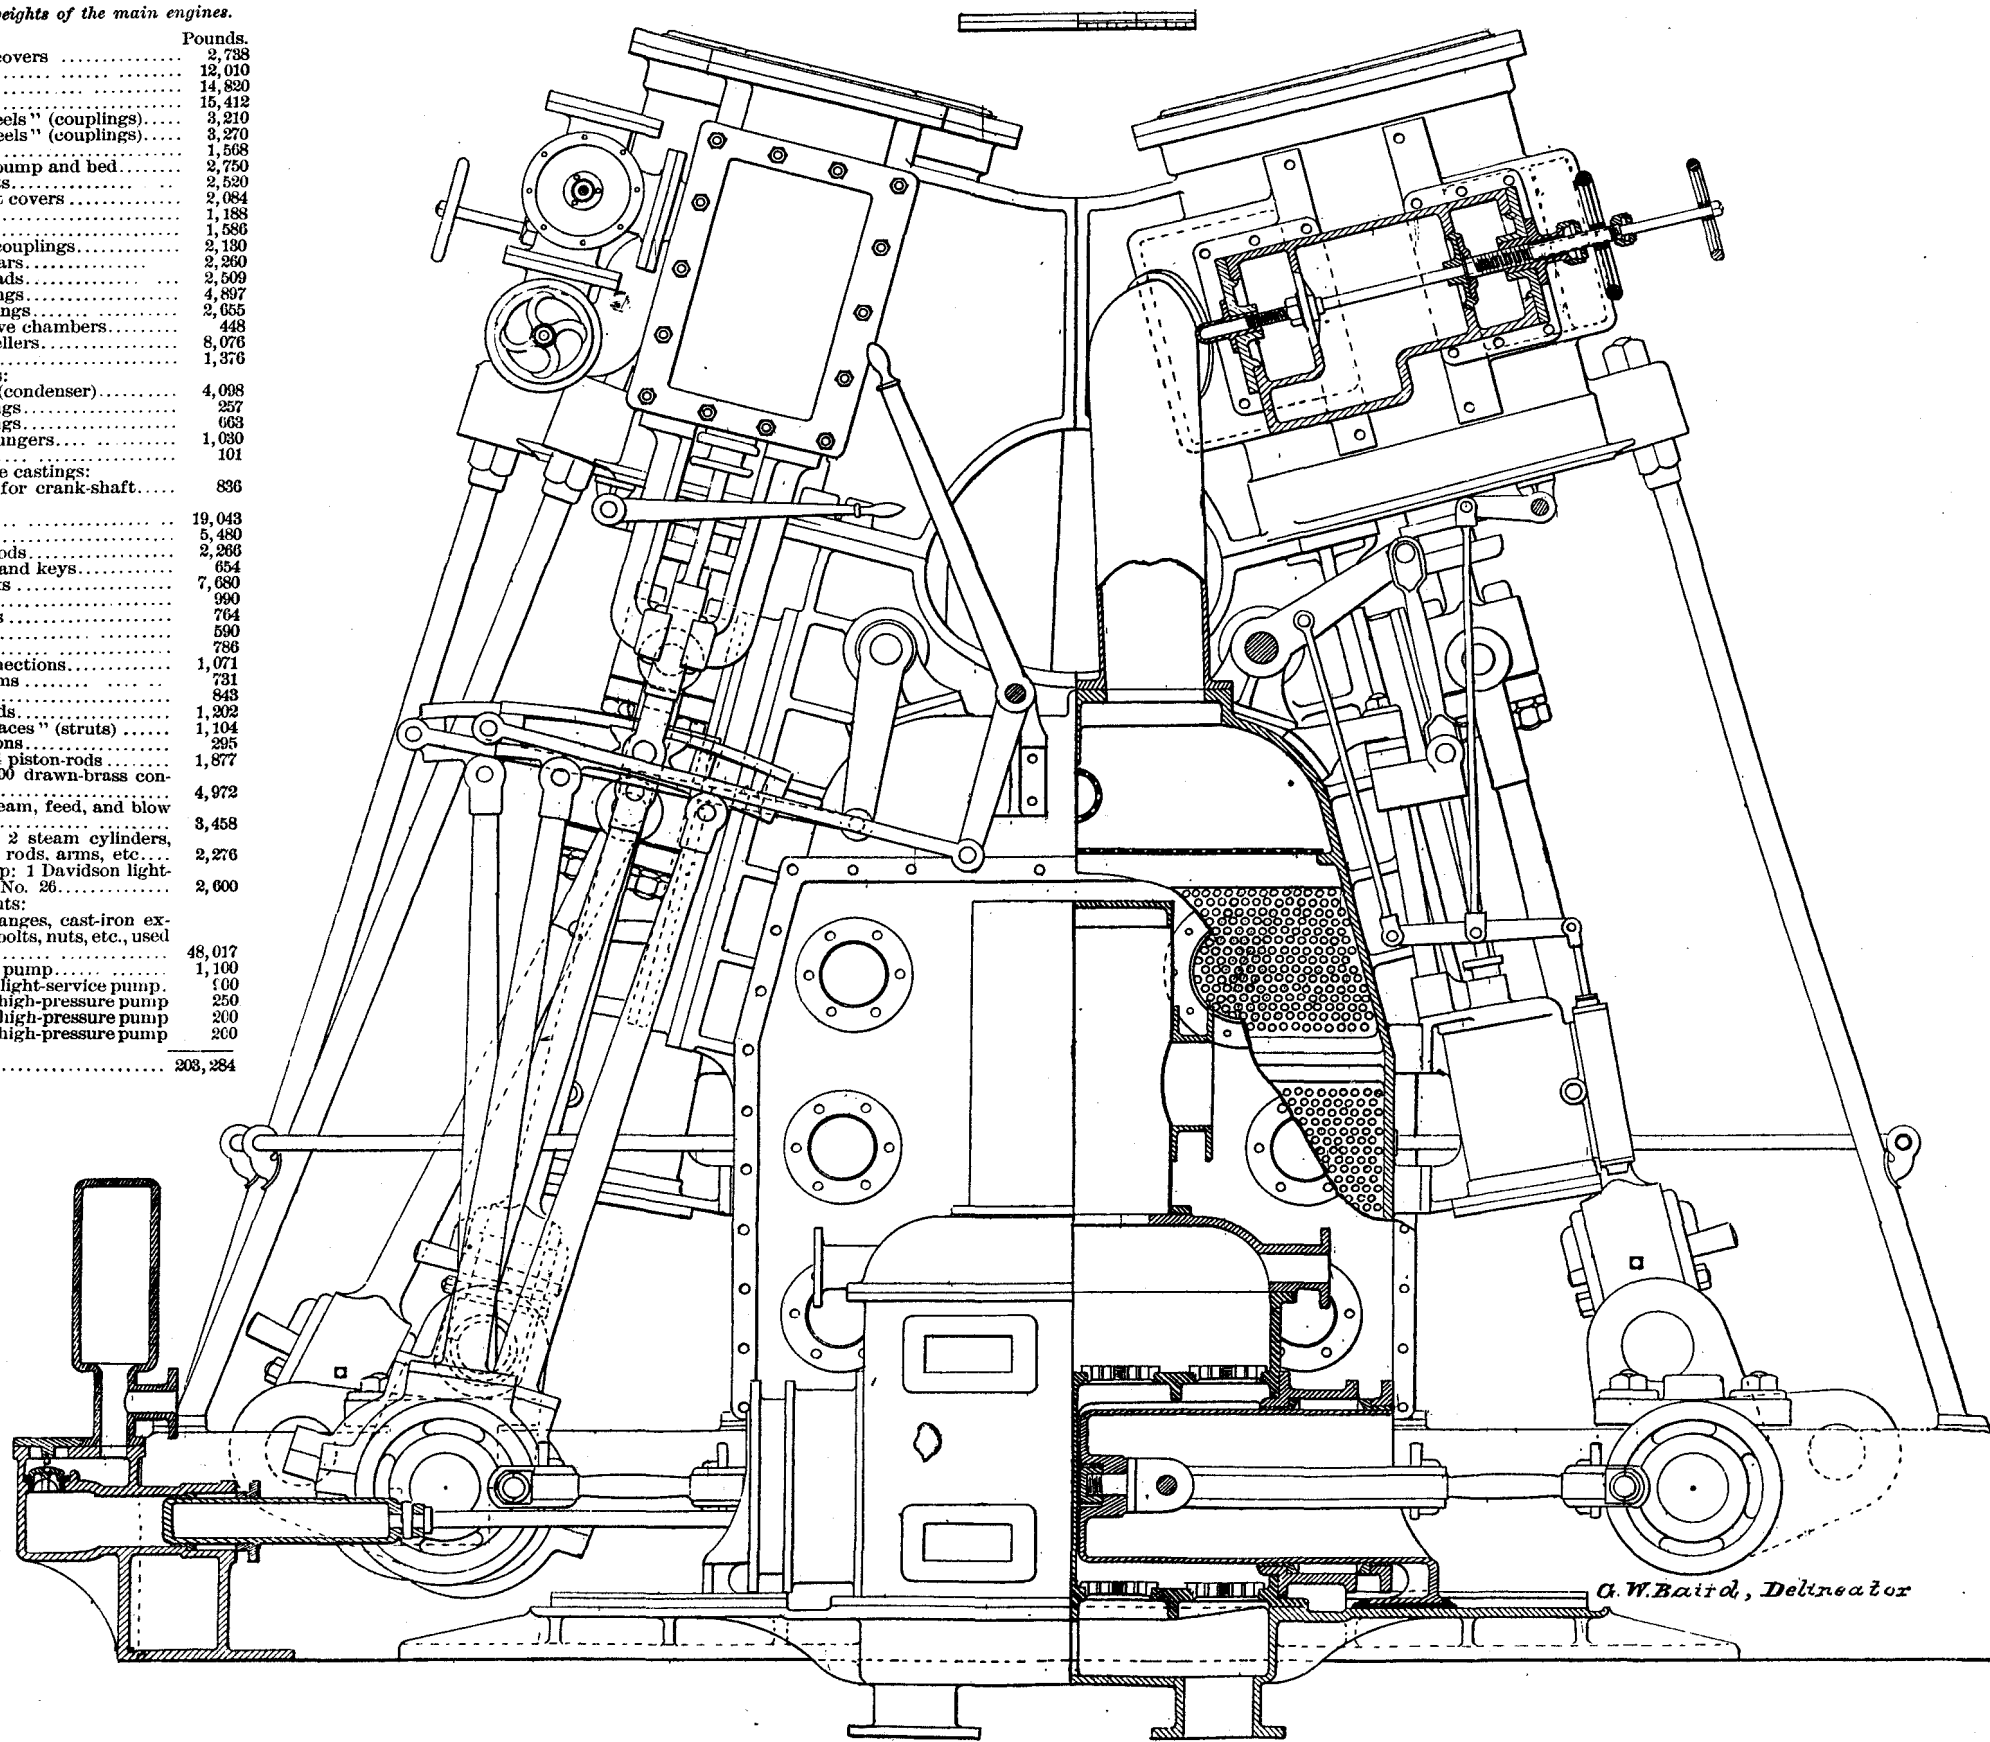 eights of the main engines.
Pounds.
overs .............. 2,738
...... ...... ........ 12,010
...... ... ........ 14,820
...................... 15,412
eels" (couplings)..... 3,210
eels" (couplings)..... 3,270
...................... 1,568
pump and bed........ 2,750
s............... .. 2,520
covers .............. 2,084
...................... 1,188
...................... 1,586
couplings............. 2,130
ars............... 2,260
ads.............. ... 2,509
ngs................... 4,897
ngs....... ........... 2,655
ve chambers......... 448
ellers................. 8,076
...................... 1,376
s:
(condenser).......... 4,098
gs................... 257
gs................... 663
ungers.... .. ........ 1,030
.... ................. 101
e castings:
for crank-shaft..... 836
.. .............. .. 19,043
...................... 5,480
ods.................. 2,266
and keys............ 654
ts ................... 7,680
...................... 990
s .................... 764
............ ........ 590
............ ........ 786
nections............. 1,071
ms ........ .... .. 731
...................... 843
ds................... 1,202
aces" (struts) ...... 1,104
ons.................. 295
piston-rods ........ 1,877
00 drawn-brass con-
...................... 4,972
eam, feed, and blow
............ ........ 3,458
2 steam cylinders,
rods, arms, etc.... 2,276
p: 1 Davidson light-
No. 26.............. 2,600
nts:
anges, cast-iron ex-
bolts, nuts, etc., used
...... .............. 48,017
pump...... ....... 1,100
light-service pump.
high-pressure pump 250
high-pressure pump 200
high-pressure pump 200
...................... 203,284
G. W. Baird, Delineator